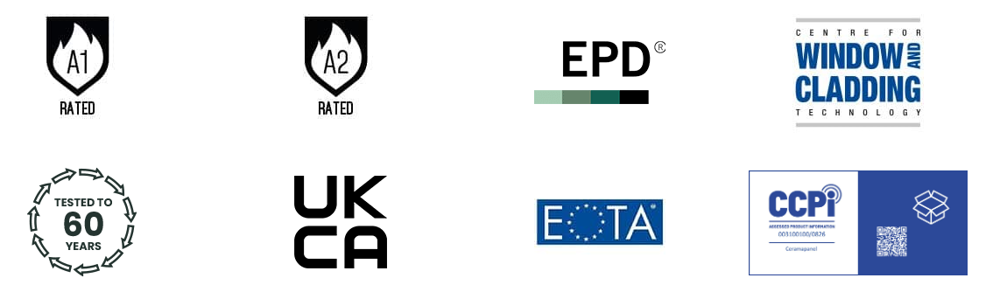 A1
RATED
A2
RATED
EPD®
CENTRE FOR
WINDOW AND
CLADDING
TECHNOLOGY
TESTED TO
60
YEARS
UK
CA
EOTA®
CCPi
ASSESSED PRODUCT INFORMATION
003100100/0826
Ceramapanel